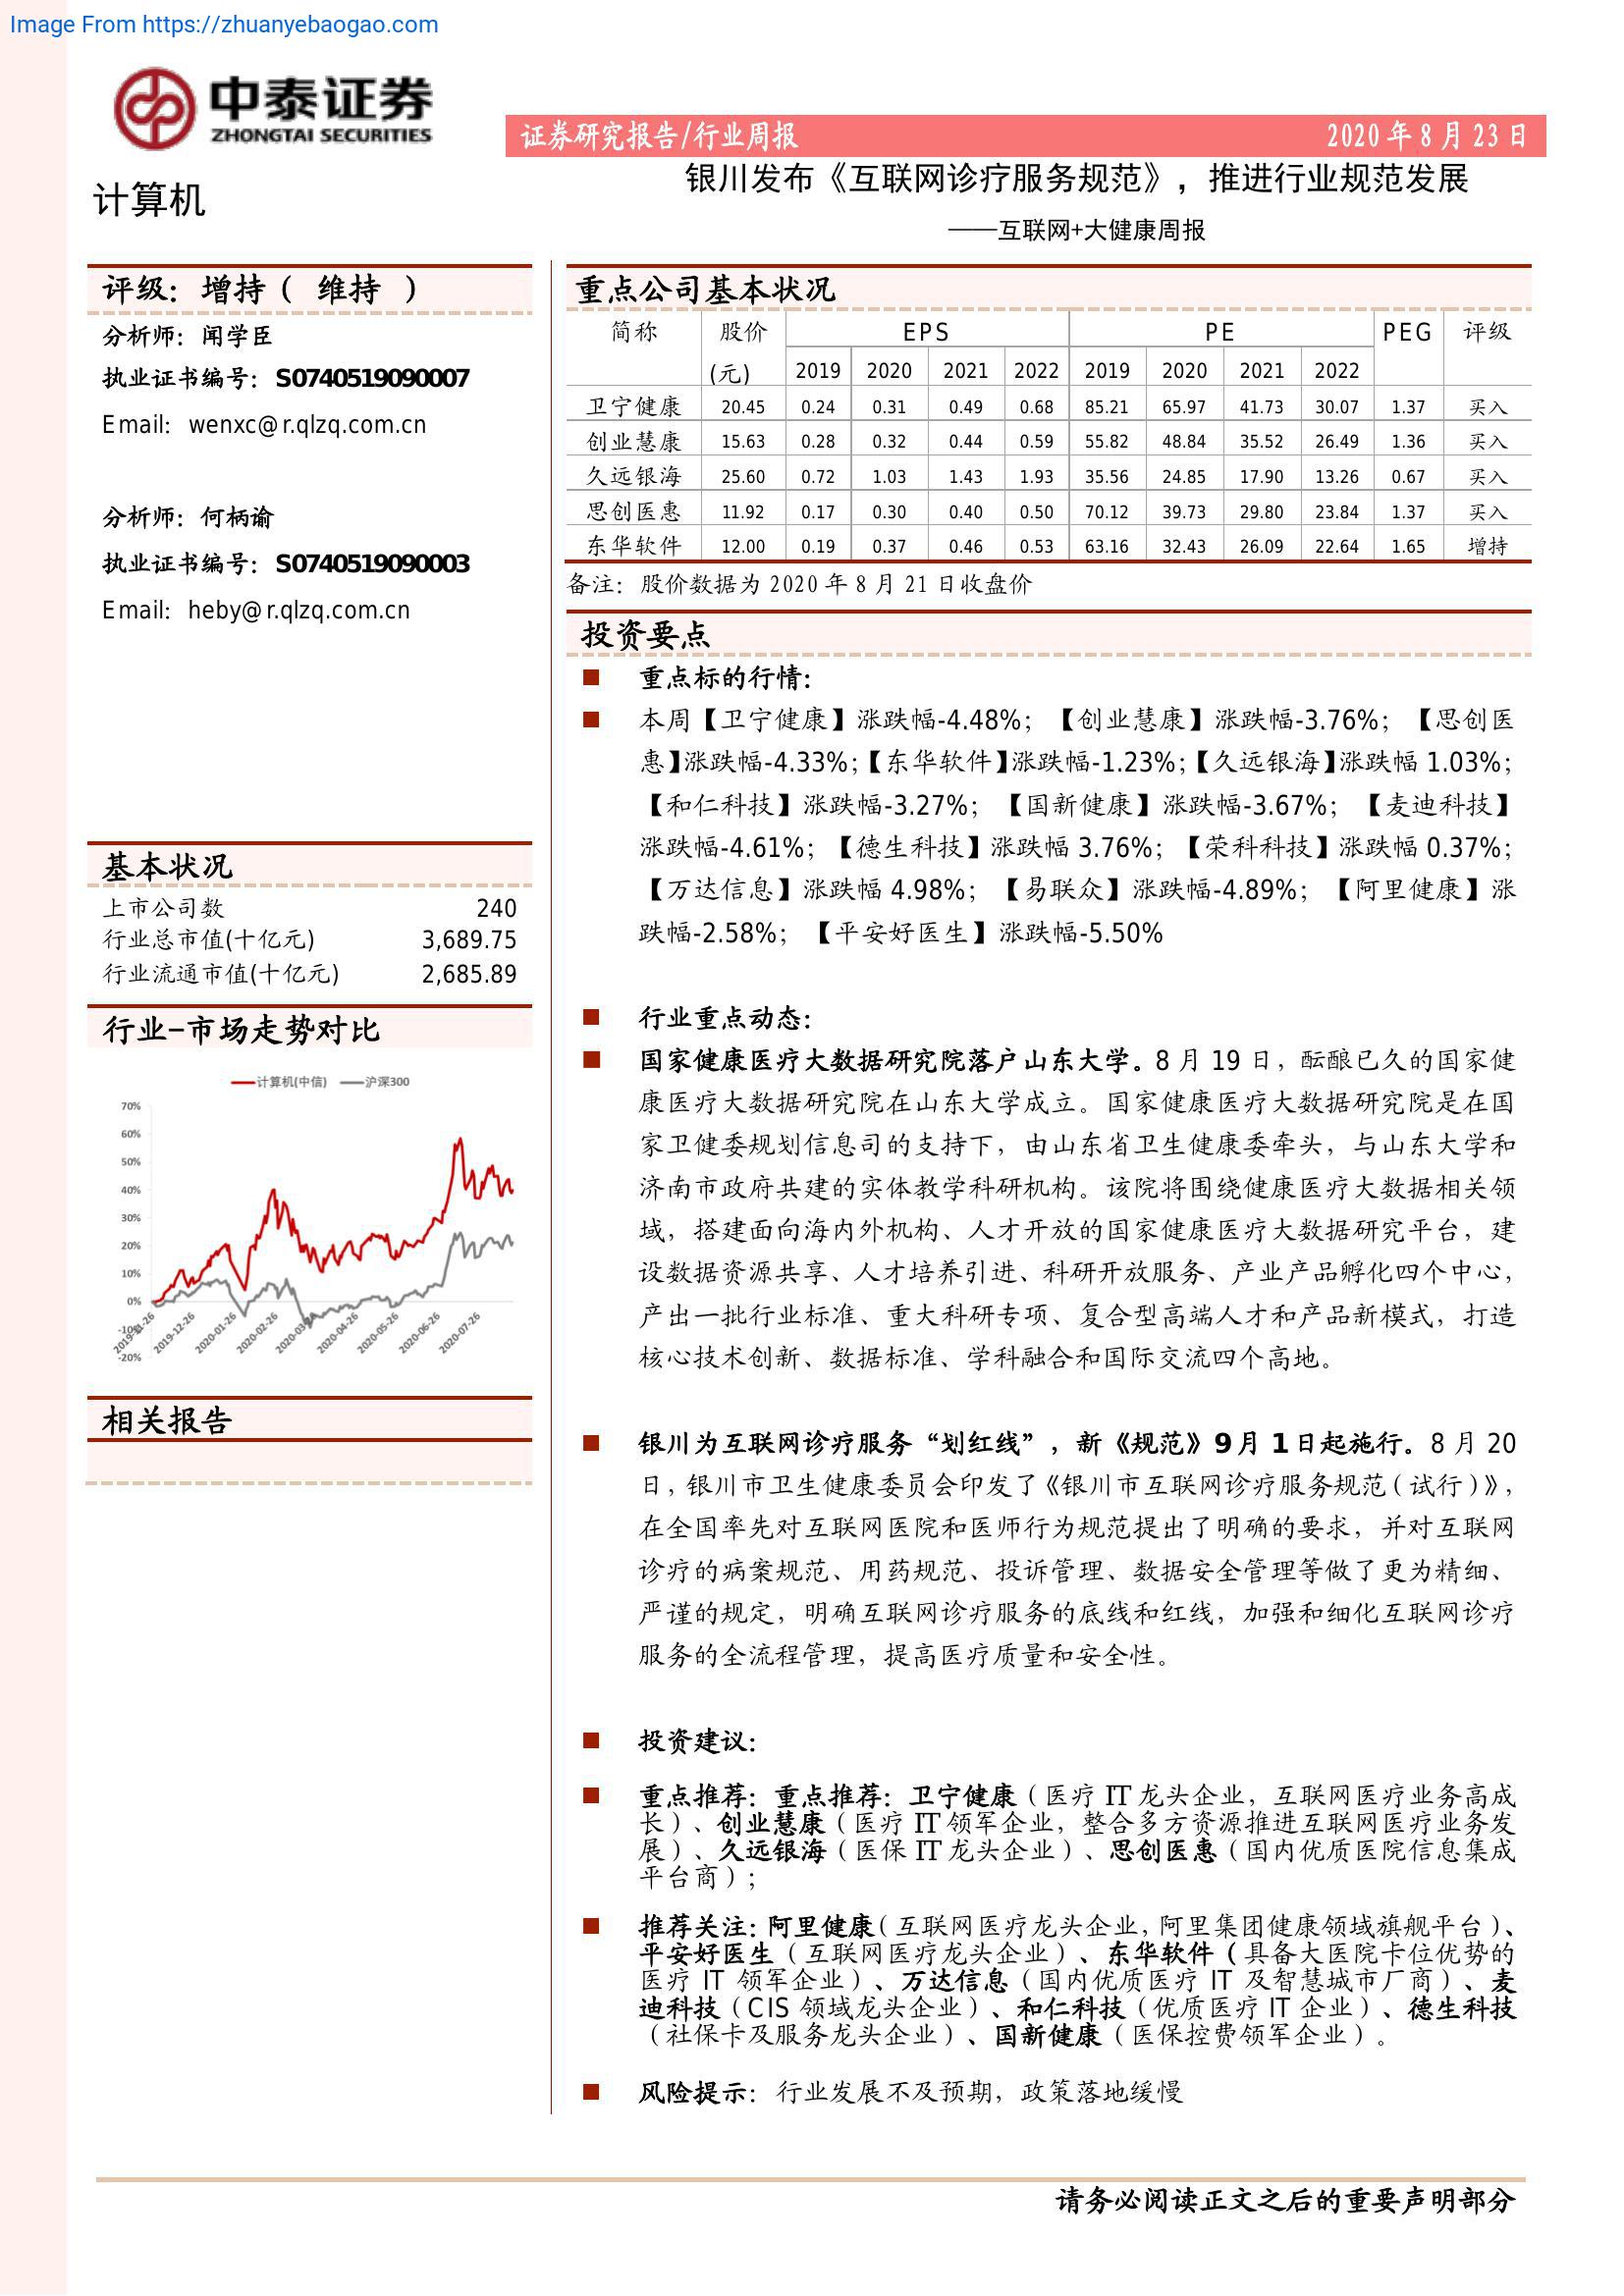 Image From https://zhuanyebaogao.com
中泰证券
ZHONGTAI SECURITIES
证券研究报告/行业周报 2020 年 8 月 23 日
计算机
银川发布《互联网诊疗服务规范》，推进行业规范发展
——互联网+大健康周报
评级：增持（ 维持 ）
分析师：闻学臣
执业证书编号：S0740519090007
Email: wenxc@r.qlzq.com.cn
分析师：何柄谕
执业证书编号：S0740519090003
Email: heby@r.qlzq.com.cn
基本状况
上市公司数 240
行业总市值(十亿元) 3,689.75
行业流通市值(十亿元) 2,685.89
行业-市场走势对比
计算机(中信) 沪深300
70%
60%
50%
40%
30%
20%
10%
0%
-10%
-20%
2019-11-26 2019-12-26 2020-01-26 2020-02-26 2020-03-26 2020-04-26 2020-05-26 2020-06-26 2020-07-26
相关报告
重点公司基本状况
简称 股价 EPS PE PEG 评级
(元) 2019 2020 2021 2022 2019 2020 2021 2022
卫宁健康 20.45 0.24 0.31 0.49 0.68 85.21 65.97 41.73 30.07 1.37 买入
创业慧康 15.63 0.28 0.32 0.44 0.59 55.82 48.84 35.52 26.49 1.36 买入
久远银海 25.60 0.72 1.03 1.43 1.93 35.56 24.85 17.90 13.26 0.67 买入
思创医惠 11.92 0.17 0.30 0.40 0.50 70.12 39.73 29.80 23.84 1.37 买入
东华软件 12.00 0.19 0.37 0.46 0.53 63.16 32.43 26.09 22.64 1.65 增持
备注：股价数据为 2020 年 8 月 21 日收盘价
投资要点
■ 重点标的行情：
■ 本周【卫宁健康】涨跌幅-4.48%；【创业慧康】涨跌幅-3.76%；【思创医
惠】涨跌幅-4.33%；【东华软件】涨跌幅-1.23%；【久远银海】涨跌幅 1.03%；
【和仁科技】涨跌幅-3.27%；【国新健康】涨跌幅-3.67%；【麦迪科技】
涨跌幅-4.61%；【德生科技】涨跌幅 3.76%；【荣科科技】涨跌幅 0.37%；
【万达信息】涨跌幅 4.98%；【易联众】涨跌幅-4.89%；【阿里健康】涨
跌幅-2.58%；【平安好医生】涨跌幅-5.50%
■ 行业重点动态：
■ 国家健康医疗大数据研究院落户山东大学。8 月 19 日，酝酿已久的国家健
康医疗大数据研究院在山东大学成立。国家健康医疗大数据研究院是在国
家卫健委规划信息司的支持下，由山东省卫生健康委牵头，与山东大学和
济南市政府共建的实体教学科研机构。该院将围绕健康医疗大数据相关领
域，搭建面向海内外机构、人才开放的国家健康医疗大数据研究平台，建
设数据资源共享、人才培养引进、科研开放服务、产业产品孵化四个中心，
产出一批行业标准、重大科研专项、复合型高端人才和产品新模式，打造
核心技术创新、数据标准、学科融合和国际交流四个高地。
■ 银川为互联网诊疗服务“划红线”，新《规范》9 月 1 日起施行。8 月 20
日，银川市卫生健康委员会印发了《银川市互联网诊疗服务规范（试行）》，
在全国率先对互联网医院和医师行为规范提出了明确的要求，并对互联网
诊疗的病案规范、用药规范、投诉管理、数据安全管理等做了更为精细、
严谨的规定，明确互联网诊疗服务的底线和红线，加强和细化互联网诊疗
服务的全流程管理，提高医疗质量和安全性。
■ 投资建议：
■ 重点推荐：重点推荐：卫宁健康（医疗 IT 龙头企业，互联网医疗业务高成
长）、创业慧康（医疗 IT 领军企业，整合多方资源推进互联网医疗业务发
展）、久远银海（医保 IT 龙头企业）、思创医惠（国内优质医院信息集成
平台商）；
■ 推荐关注：阿里健康（互联网医疗龙头企业，阿里集团健康领域旗舰平台）、
平安好医生（互联网医疗龙头企业）、东华软件（具备大医院卡位优势的
医疗 IT 领军企业）、万达信息（国内优质医疗 IT 及智慧城市厂商）、麦
迪科技（CIS 领域龙头企业）、和仁科技（优质医疗 IT 企业）、德生科技
（社保卡及服务龙头企业）、国新健康（医保控费领军企业）。
■ 风险提示：行业发展不及预期，政策落地缓慢
请务必阅读正文之后的重要声明部分